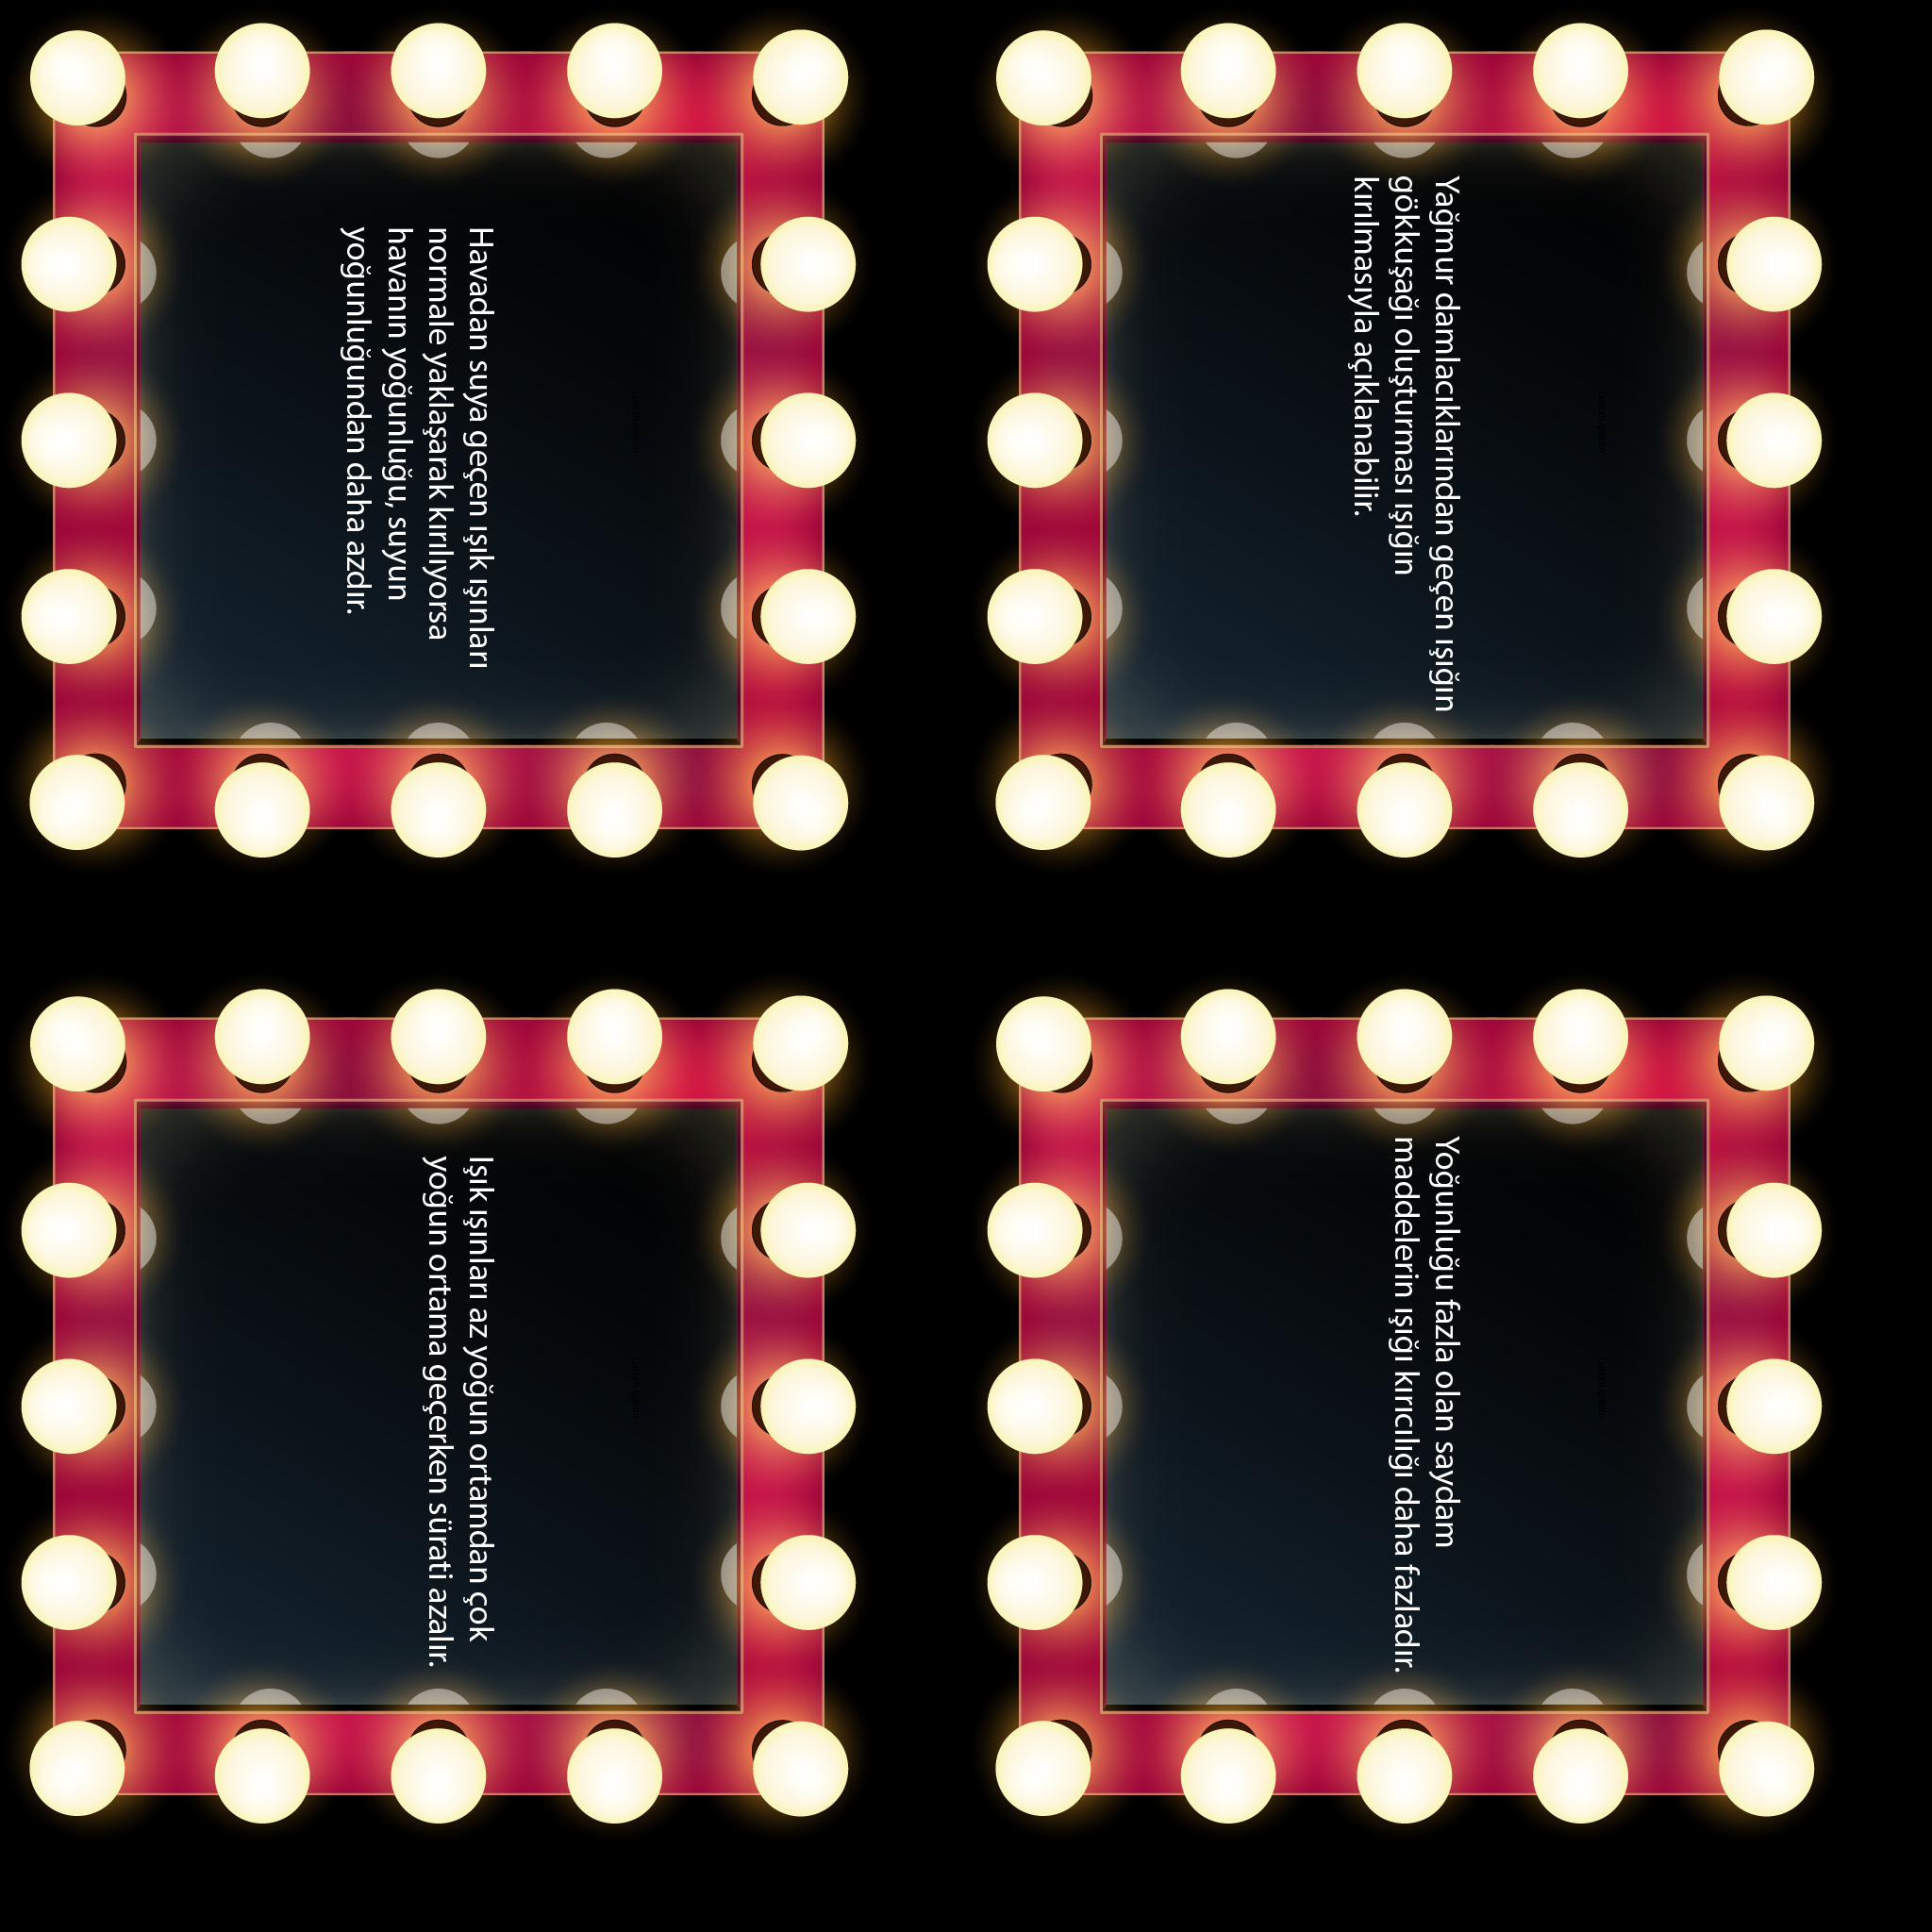 Havadan suya geçen ışık ışınları
normale yaklaşarak kırılıyorsa
havanın yoğunluğu, suyun
yoğunluğundan daha azdır.
Yağmur damlacıklarından geçen ışığın
gökkuşağı oluşturması ışığın
kırılmasıyla açıklanabilir.
Işık ışınları az yoğun ortamdan çok
yoğun ortama geçerken sürati azalır.
Yoğunluğu fazla olan saydam
maddelerin ışığı kırıcılığı daha fazladır.